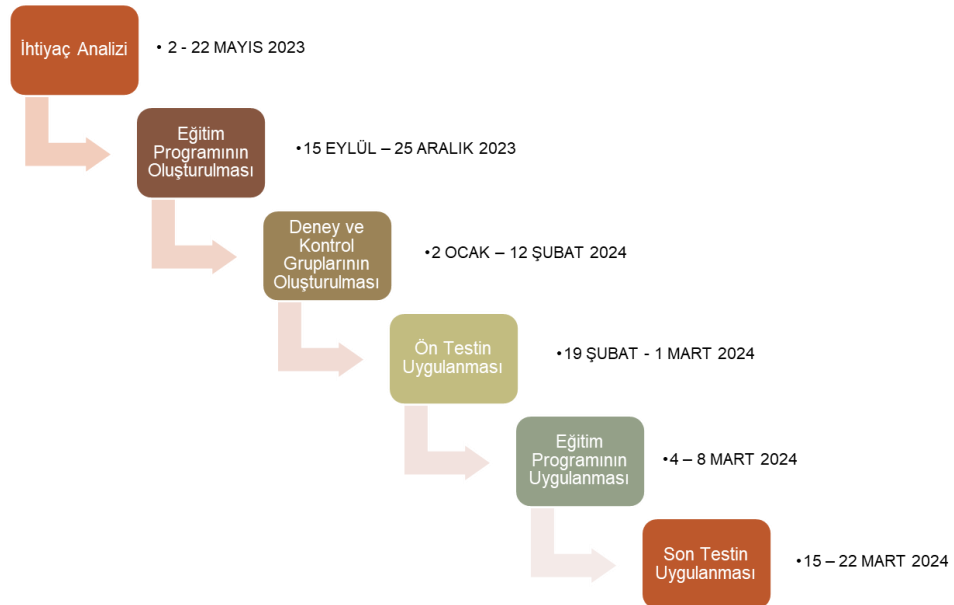 İhtiyaç Analizi
• 2 - 22 MAYIS 2023
Eğitim
Programının
Oluşturulması
•15 EYLÜL – 25 ARALIK 2023
Deney ve
Kontrol
Gruplarının
Oluşturulması
•2 OCAK – 12 ŞUBAT 2024
Ön Testin
Uygulanması
•19 ŞUBAT - 1 MART 2024
Eğitim
Programının
Uygulanması
•4 – 8 MART 2024
Son Testin
Uygulanması
•15 – 22 MART 2024